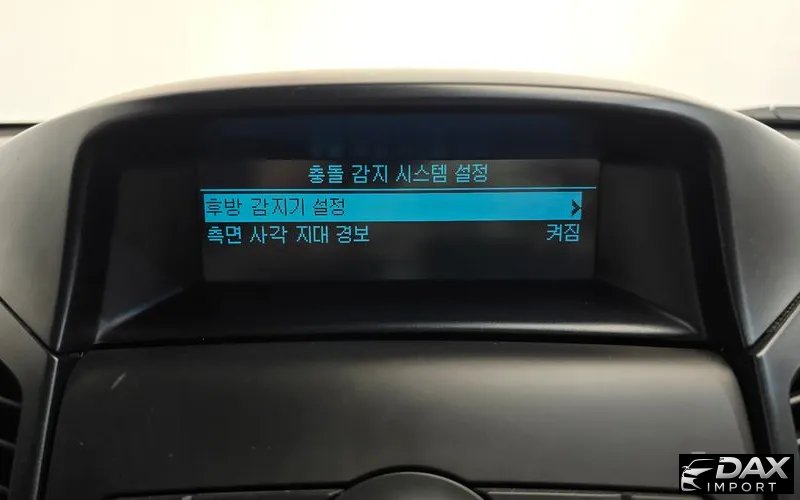 충돌 감지 시스템 설정
후방 감지기 설정 >
측면 사각 지대 경보 켜짐
DAX
IMPORT